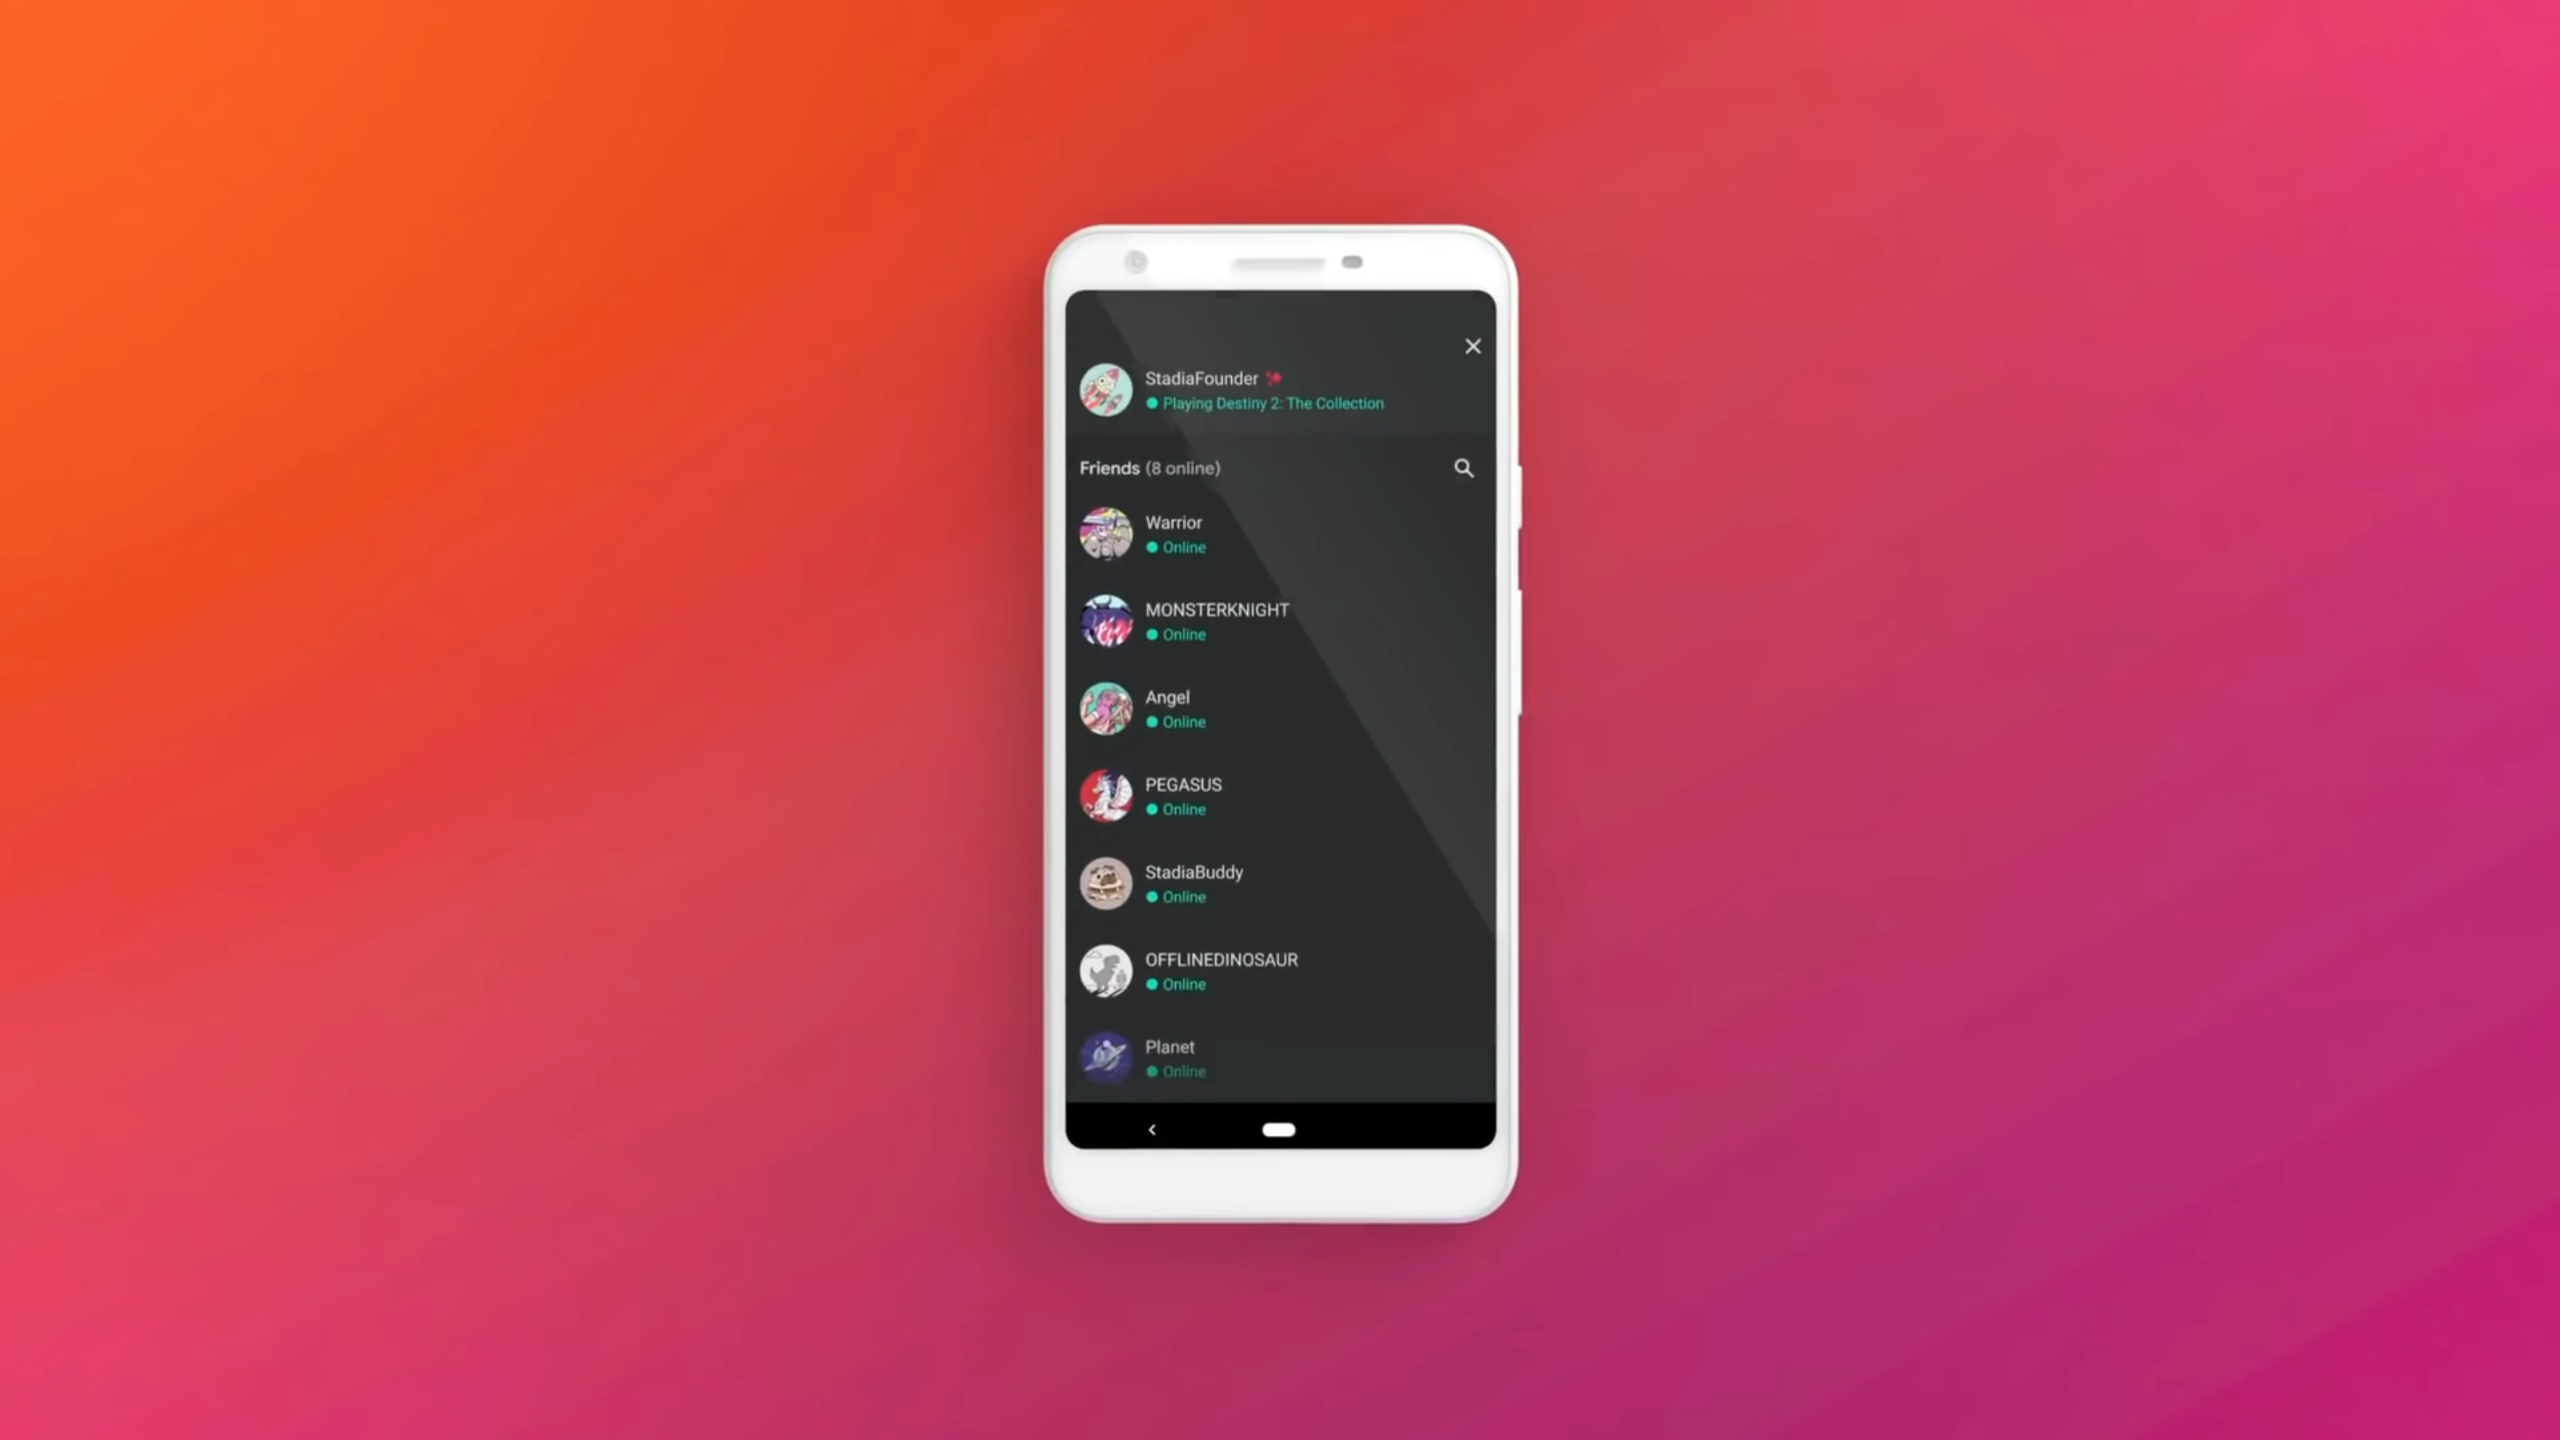 StadiaFounder
Playing Destiny 2: The Collection
Friends (8 online)
Warrior
Online
MONSTERKNIGHT
Online
Angel
Online
PEGASUS
Online
StadiaBuddy
Online
OFFLINEDINOSAUR
Online
Planet
Online